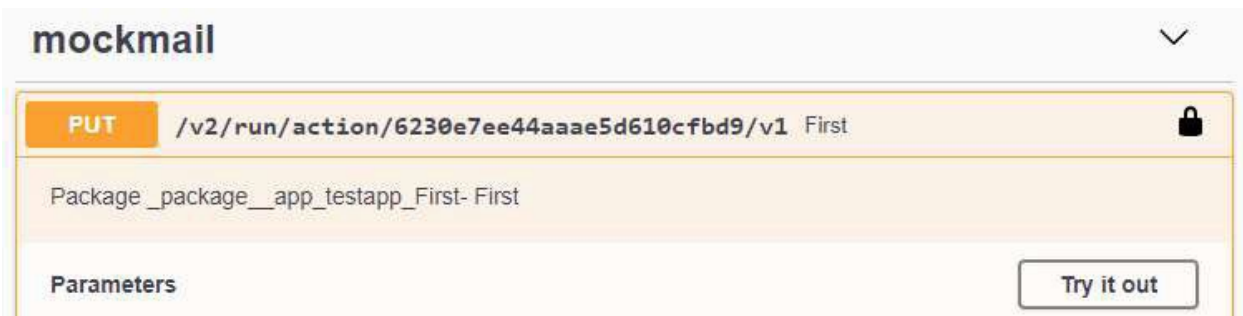 mockmail
PUT /v2/run/action/6230e7ee44aaae5d610cfbd9/v1 First
Package _package__app_testapp_First- First
Parameters Try it out